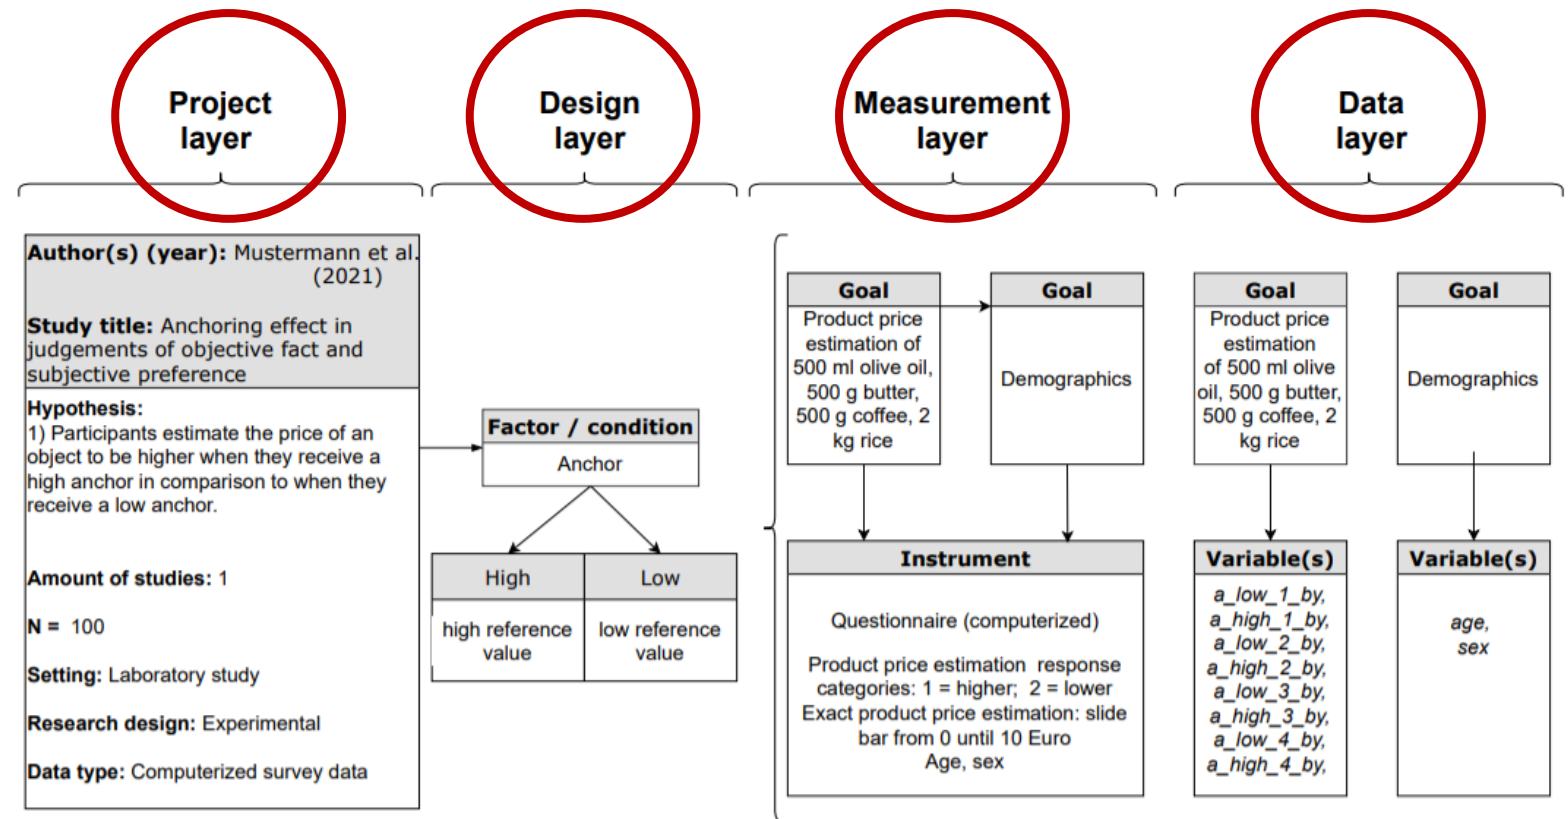 Project
layer
Design
layer
Measurement
layer
Data
layer
Author(s) (year): Mustermann et al.
(2021)
Study title: Anchoring effect in
judgements of objective fact and
subjective preference
Hypothesis:
1) Participants estimate the price of an
object to be higher when they receive a
high anchor in comparison to when they
receive a low anchor.
Amount of studies: 1
N = 100
Setting: Laboratory study
Research design: Experimental
Data type: Computerized survey data
Factor / condition
Anchor
High
high reference
value
Low
low reference
value
Goal
Product price
estimation of
500 ml olive oil,
500 g butter,
500 g coffee, 2
kg rice
Goal
Demographics
Instrument
Questionnaire (computerized)
Product price estimation response
categories: 1 = higher; 2 = lower
Exact product price estimation: slide
bar from 0 until 10 Euro
Age, sex
Goal
Product price
estimation
of 500 ml olive
oil, 500 g butter,
500 g coffee, 2
kg rice
Variable(s)
a_low_1_by,
a_high_1_by,
a_low_2_by,
a_high_2_by,
a_low_3_by,
a_high_3_by,
a_low_4_by,
a_high_4_by,
Goal
Demographics
Variable(s)
age,
sex